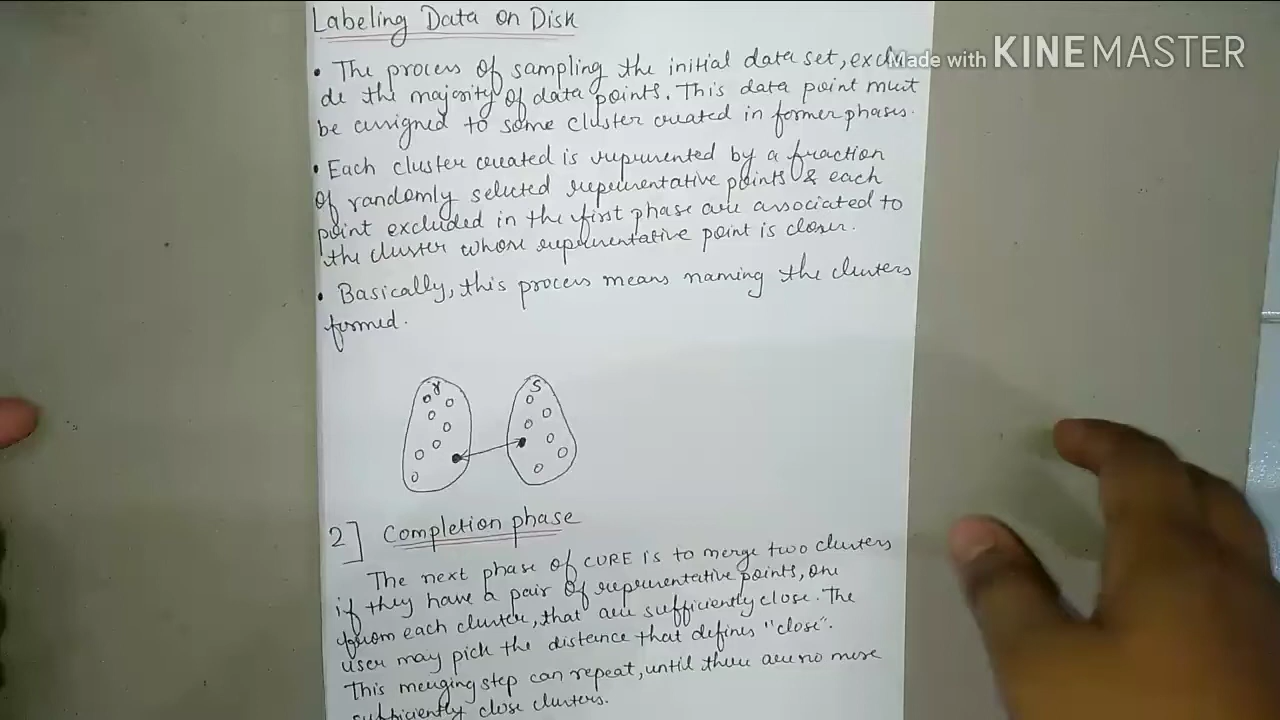 Labeling Data on Disk
• The process of sampling the initial data set, exclu
de the majority of data points. This data point must
be assigned to some cluster created in former phases.
• Each cluster created is represented by a fraction
of randomly selected representative points & each
point excluded in the first phase are associated to
the cluster whose representative point is closer.
• Basically, this process means naming the clusters
formed.
r
S
2] Completion phase
The next phase of CURE is to merge two clusters
if they have a pair of representative points, one
from each cluster, that are sufficiently close. The
user may pick the distance that defines "close".
This merging step can repeat, until there are no more
sufficiently close clusters.
Made with KINEMASTER